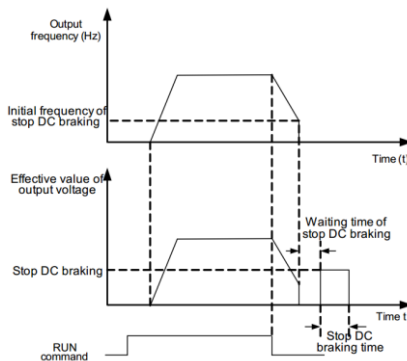 Output
frequency (Hz)
Initial frequency of
stop DC braking
Time (t)
Effective value of
output voltage
Waiting time of
stop DC braking
Stop DC braking
Time t
Stop DC
braking time
RUN
command